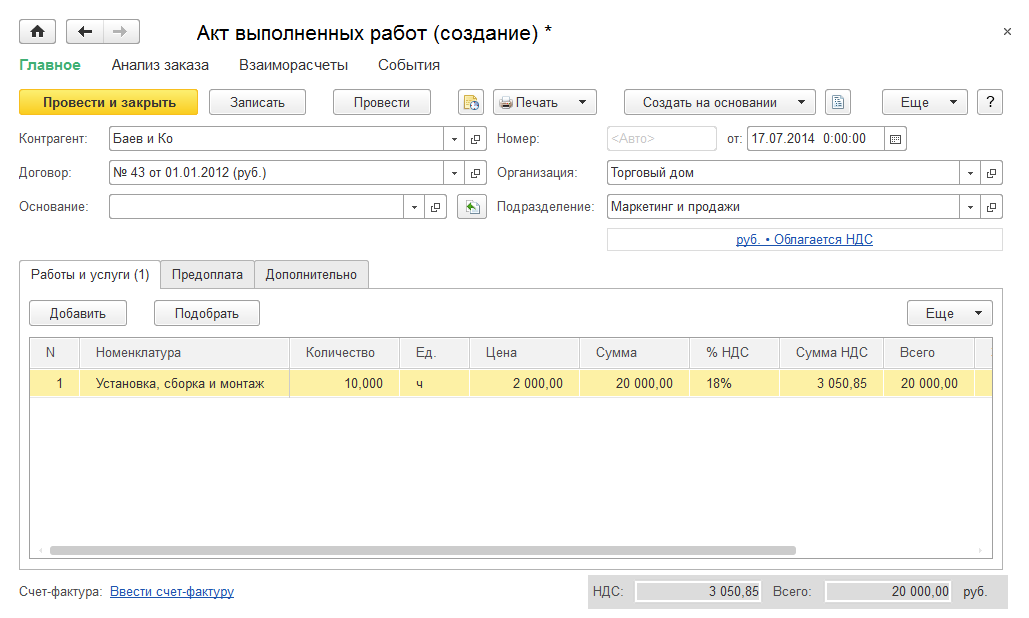 Акт выполненных работ (создание) *
Главное Анализ заказа Взаиморасчеты События
Провести и закрыть Записать Провести Печать Создать на основании Еще ?
Контрагент: Баев и Ко Номер: <Авто> от: 17.07.2014 0:00:00
Договор: № 43 от 01.01.2012 (руб.) Организация: Торговый дом
Основание: Подразделение: Маркетинг и продажи
руб. • Облагается НДС
Работы и услуги (1) Предоплата Дополнительно
Добавить Подобрать Еще
N Номенклатура Количество Ед. Цена Сумма % НДС Сумма НДС Всего
1 Установка, сборка и монтаж 10,000 ч 2 000,00 20 000,00 18% 3 050,85 20 000,00
Счет-фактура: Ввести счет-фактуру НДС: 3 050,85 Всего: 20 000,00 руб.